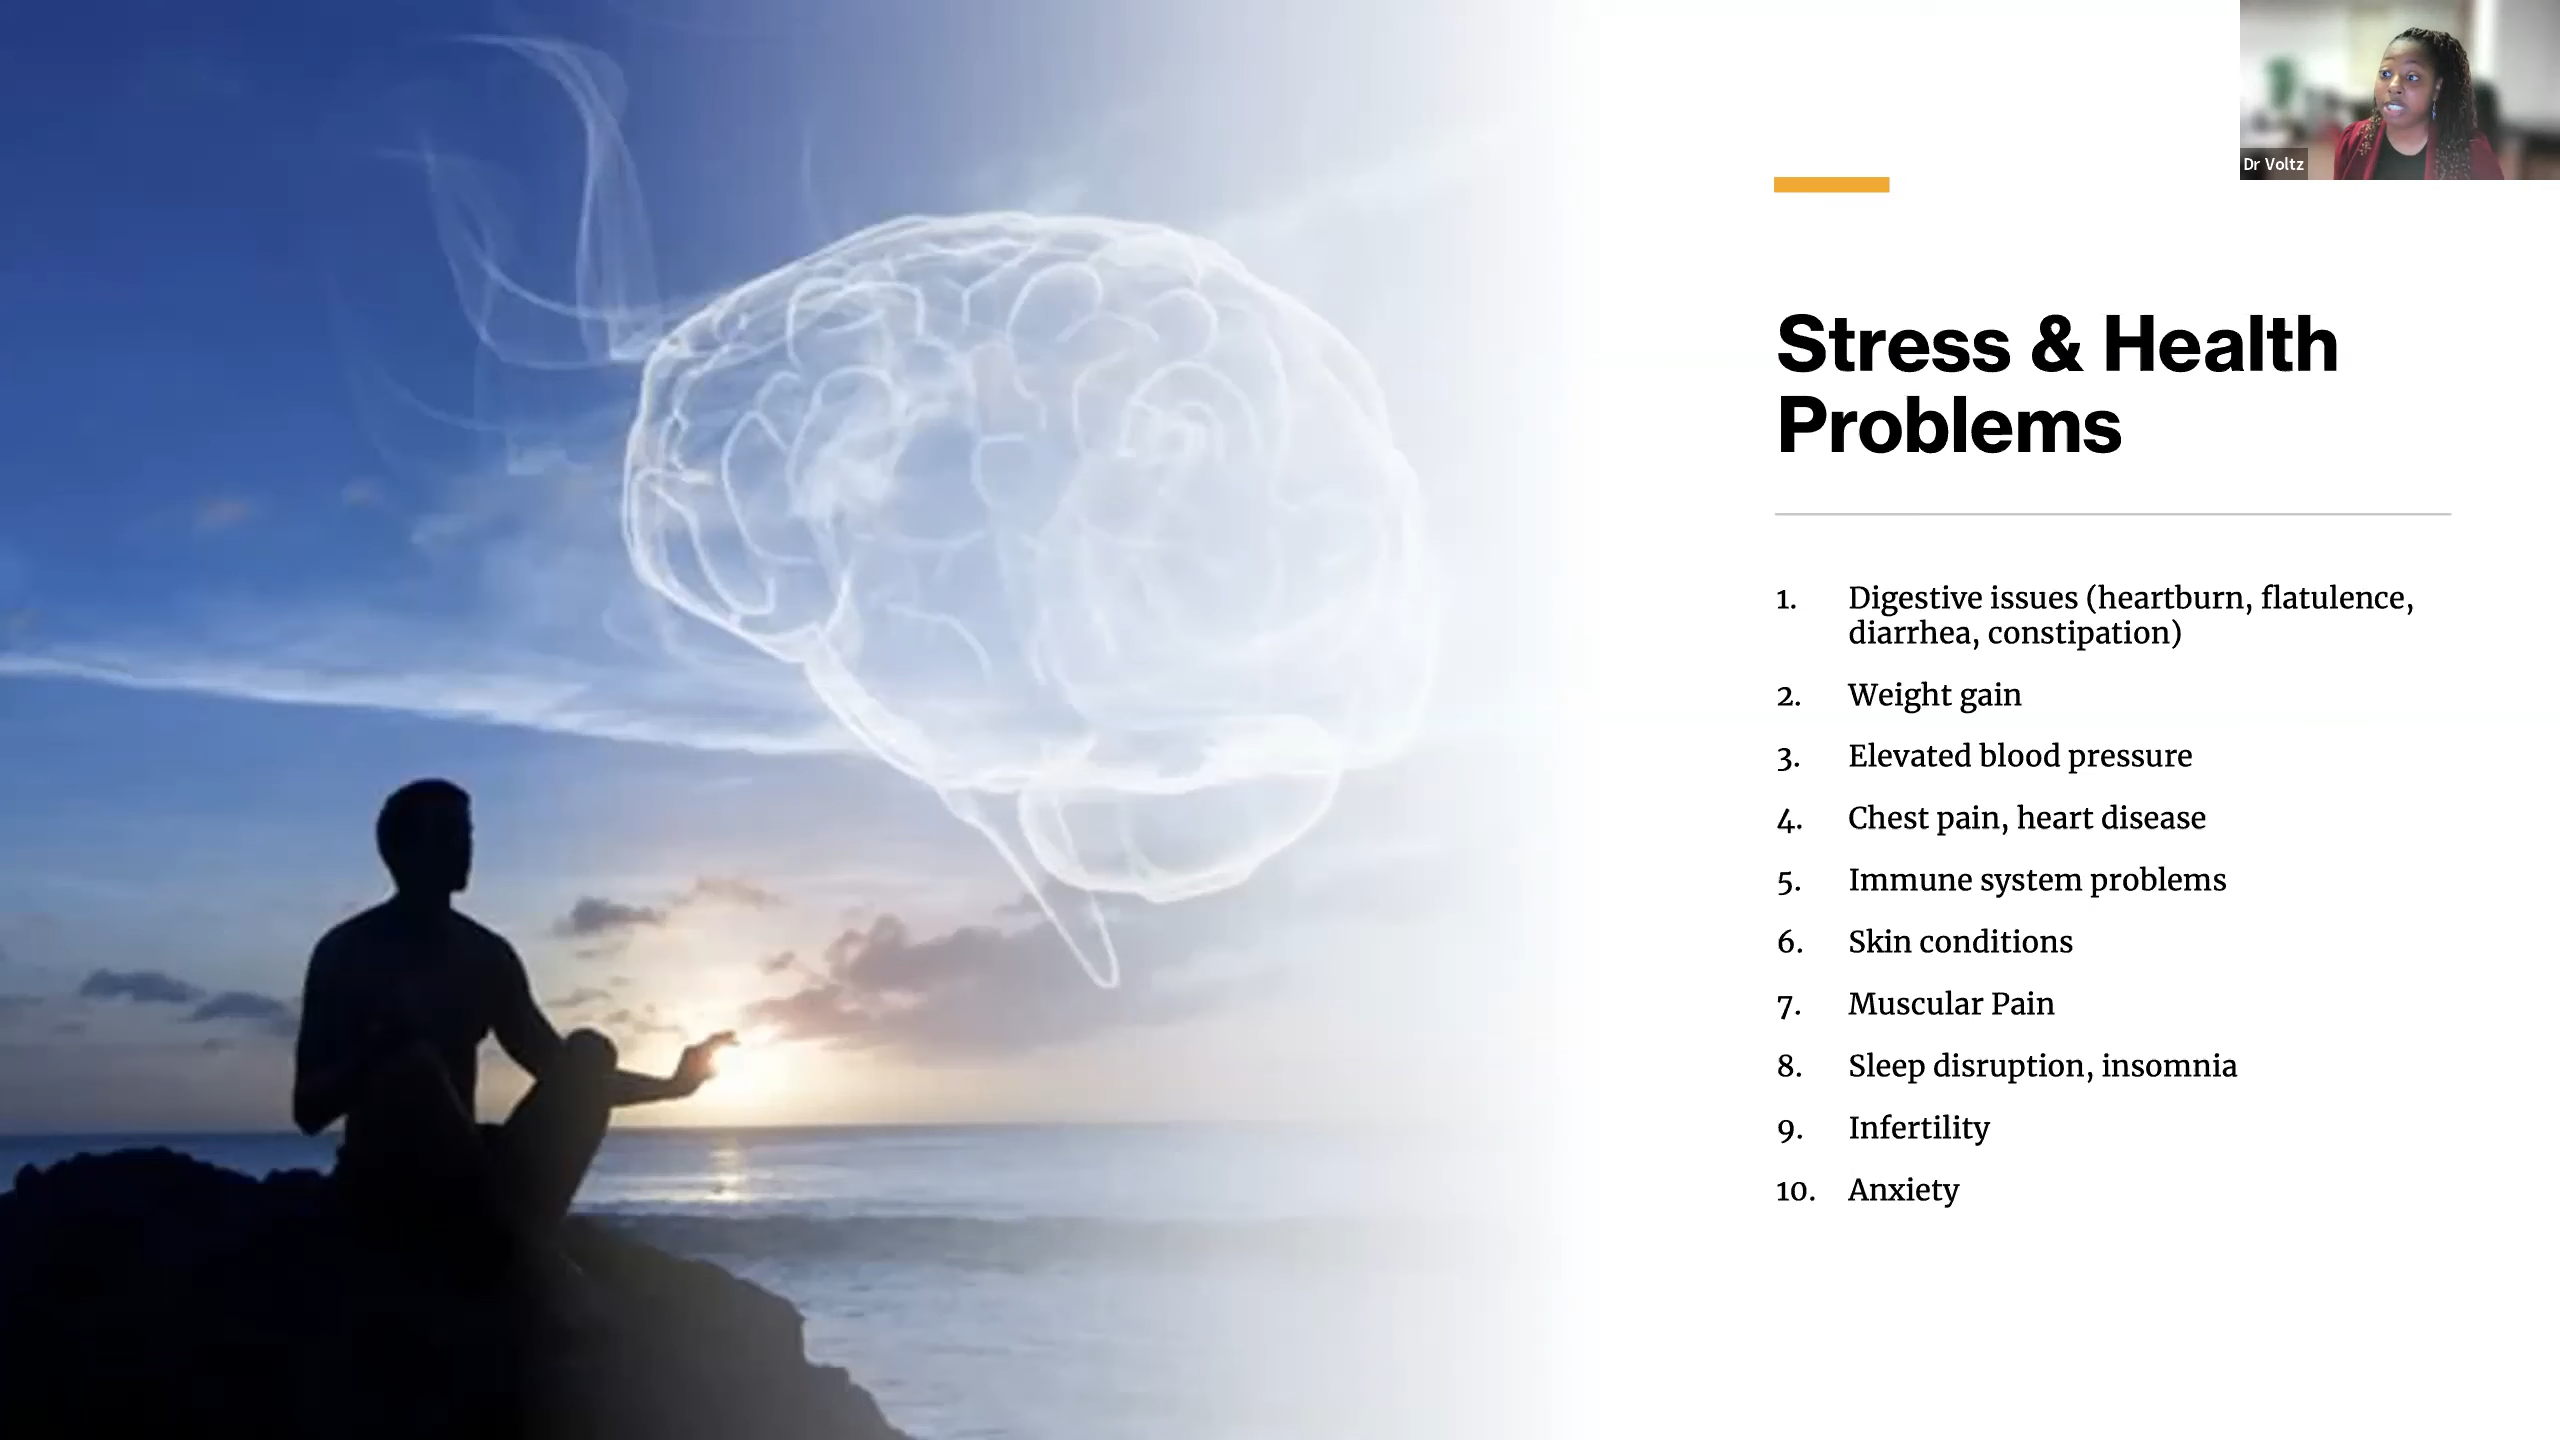 Dr Voltz
Stress & Health
Problems
1. Digestive issues (heartburn, flatulence,
diarrhea, constipation)
2. Weight gain
3. Elevated blood pressure
4. Chest pain, heart disease
5. Immune system problems
6. Skin conditions
7. Muscular Pain
8. Sleep disruption, insomnia
9. Infertility
10. Anxiety